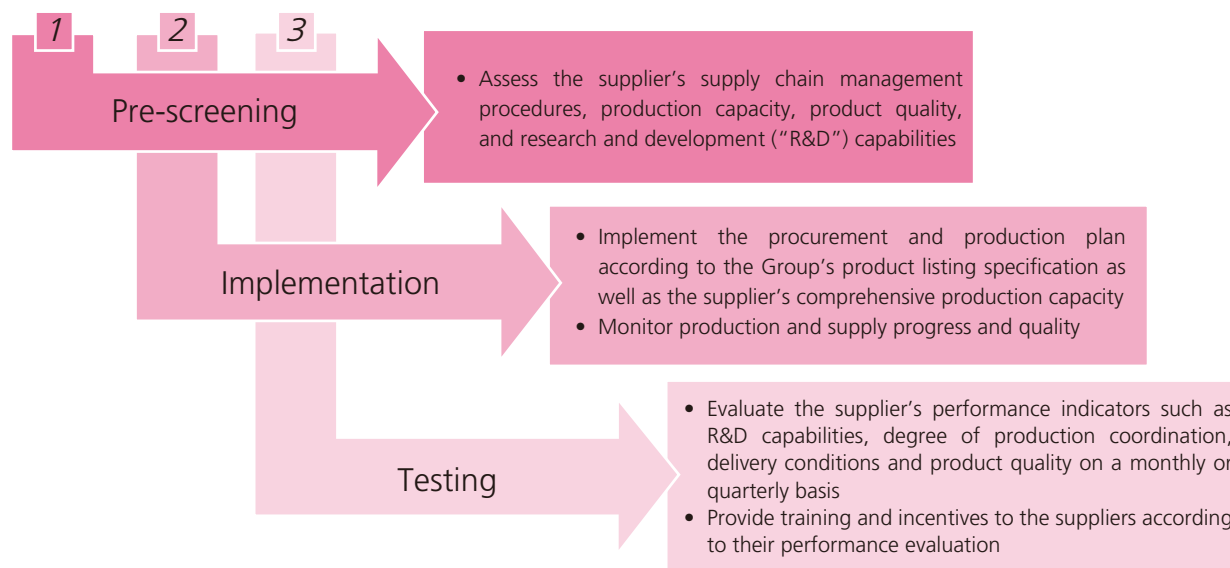 1
2
3
Pre-screening
• Assess the supplier’s supply chain management
procedures, production capacity, product quality,
and research and development (“R&D”) capabilities
Implementation
• Implement the procurement and production plan
according to the Group’s product listing specification as
well as the supplier’s comprehensive production capacity
• Monitor production and supply progress and quality
Testing
• Evaluate the supplier’s performance indicators such as
R&D capabilities, degree of production coordination,
delivery conditions and product quality on a monthly or
quarterly basis
• Provide training and incentives to the suppliers according
to their performance evaluation